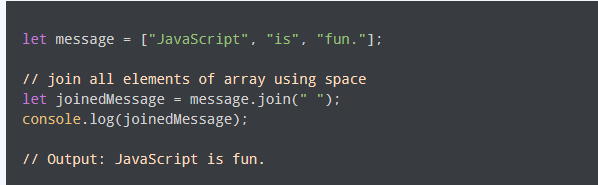 let message = ["JavaScript", "is", "fun."];
// join all elements of array using space
let joinedMessage = message.join(" ");
console.log(joinedMessage);
// Output: JavaScript is fun.